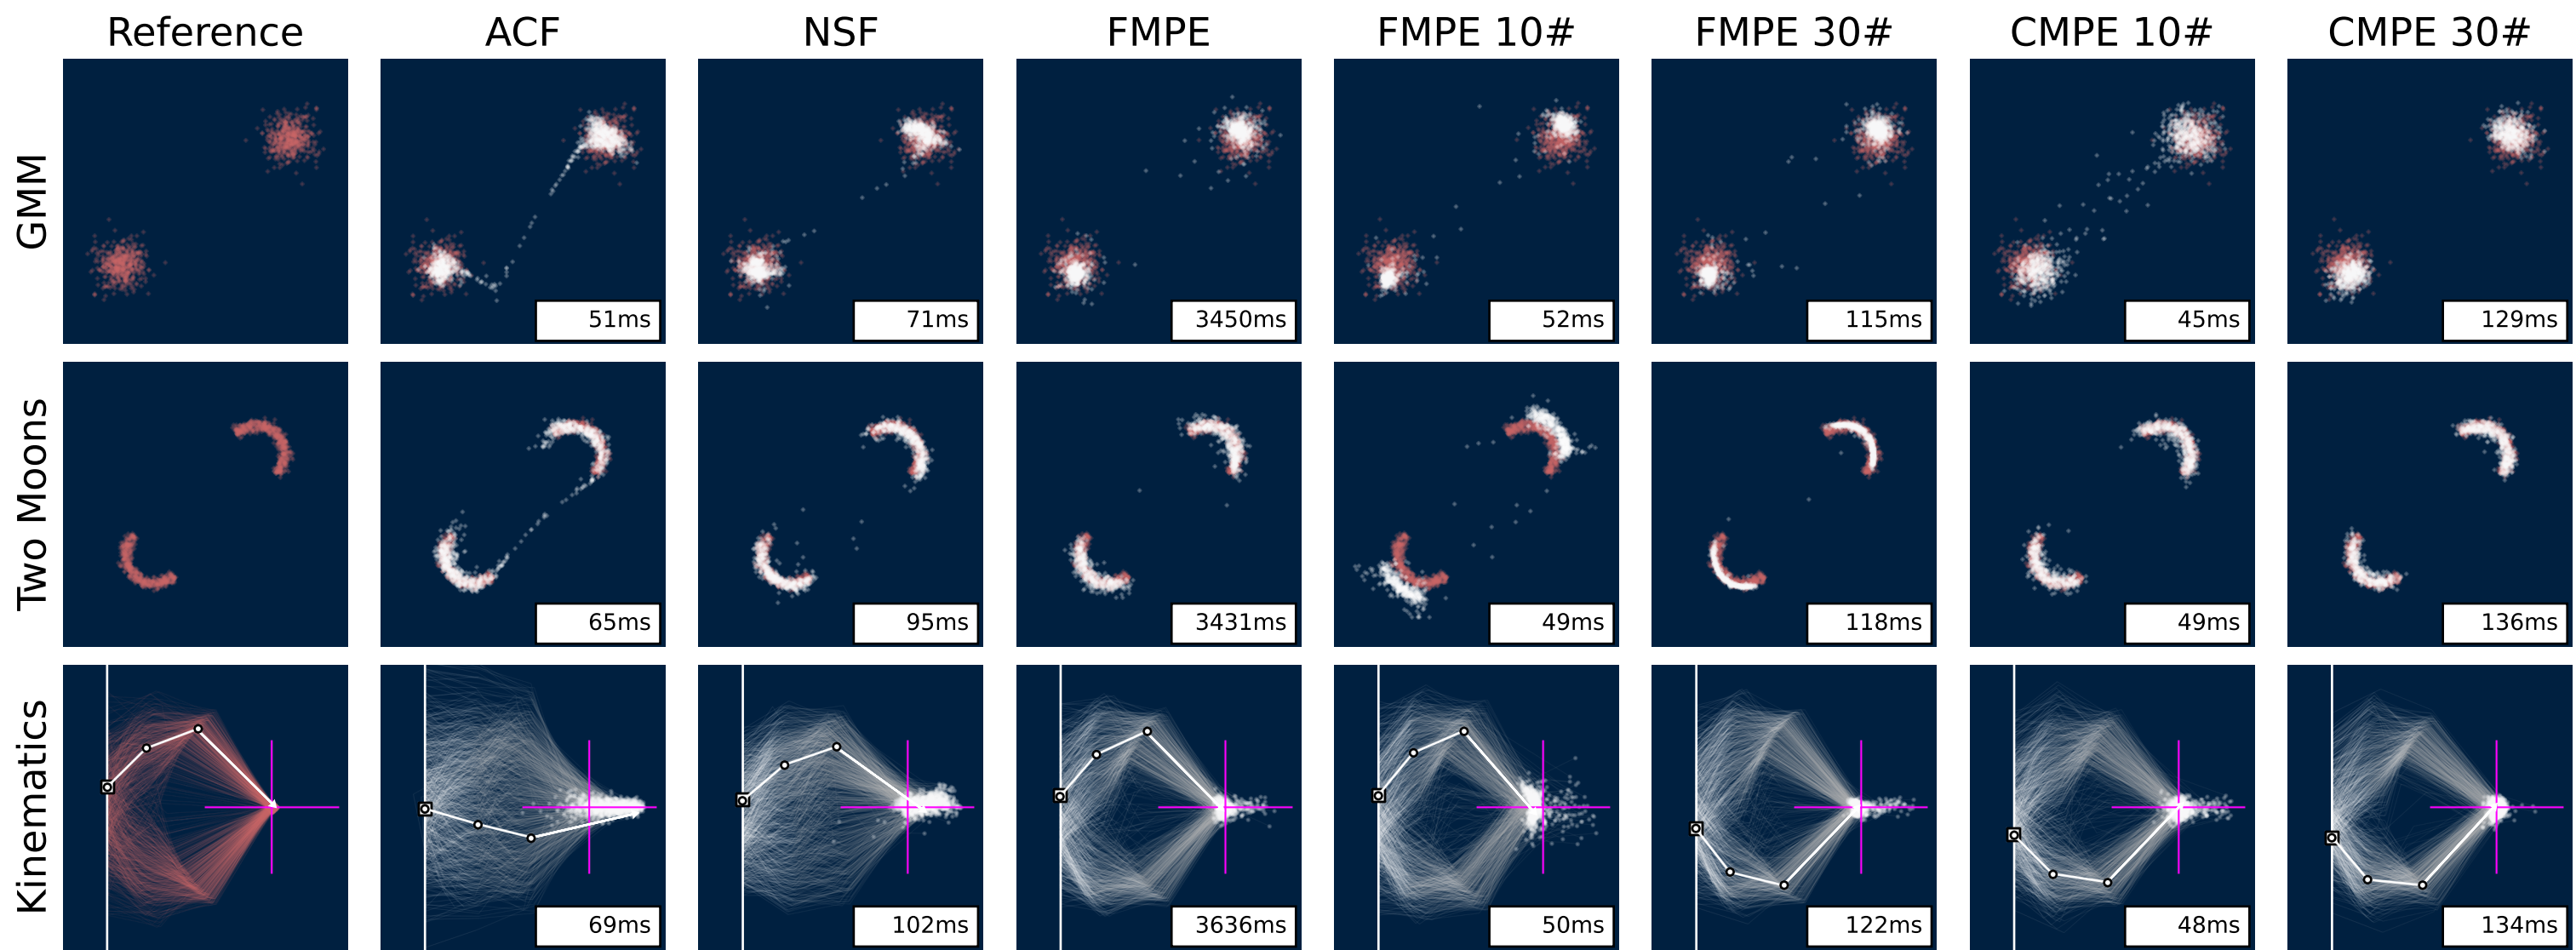 Reference ACF NSF FMPE FMPE 10# FMPE 30# CMPE 10# CMPE 30#
GMM
51ms 71ms 3450ms 52ms 115ms 45ms 129ms
Two Moons
65ms 95ms 3431ms 49ms 118ms 49ms 136ms
Kinematics
69ms 102ms 3636ms 50ms 122ms 48ms 134ms